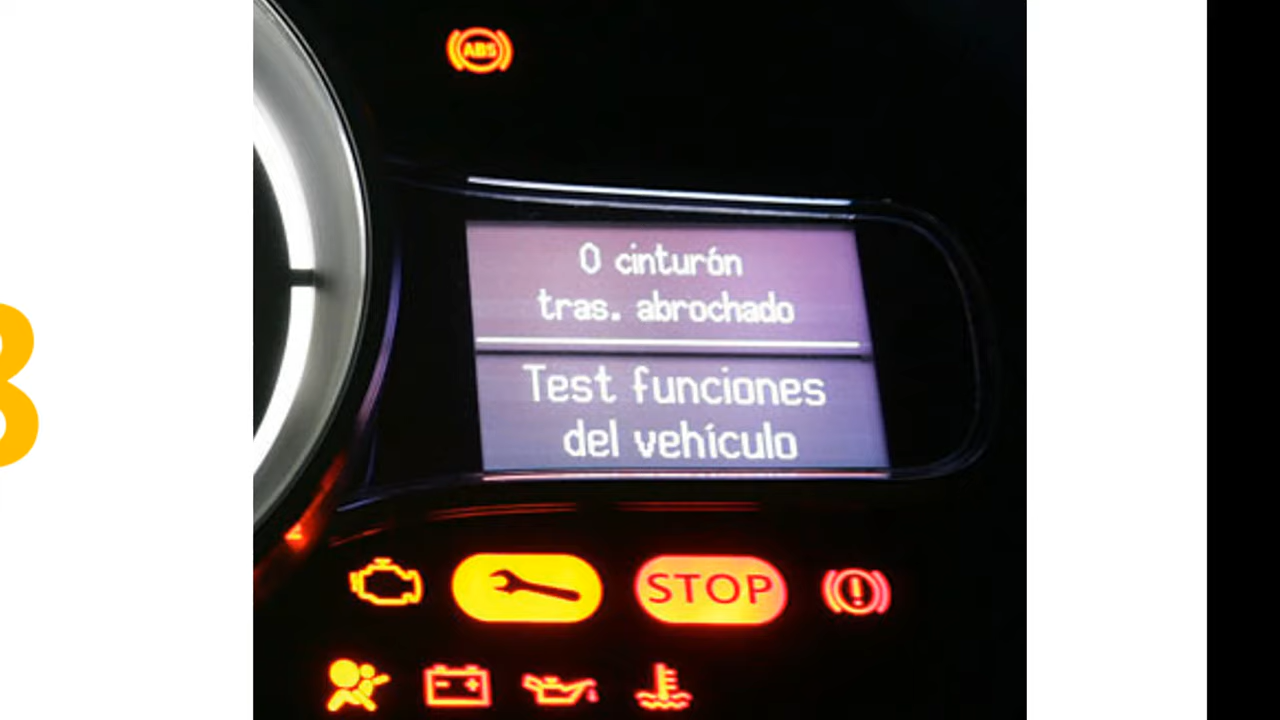 ABS
0 cinturón
tras. abrochado
Test funciones
del vehículo
STOP